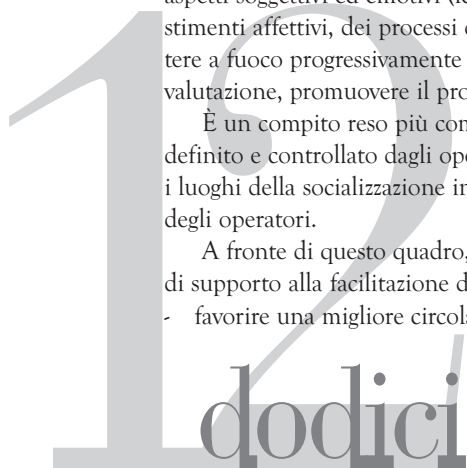 aspetti soggettivi ed emotivi
stimenti affettivi, dei processi
tere a fuoco progressivamente
valutazione, promuovere il pro
È un compito reso più com
definito e controllato dagli ope
i luoghi della socializzazione in
degli operatori.
A fronte di questo quadro,
di supporto alla facilitazione d
- favorire una migliore circola
12
dodici